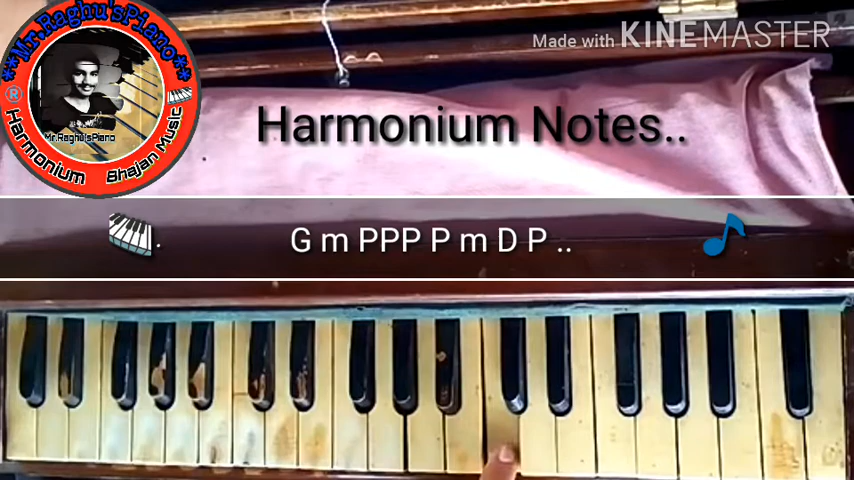 **Mr.Raghu'sPiano**
®
Mr.Raghu'sPiano
Harmonium
Bhajan Music
Made with KINEMASTER
Harmonium Notes..
G m PPP P m D P ..